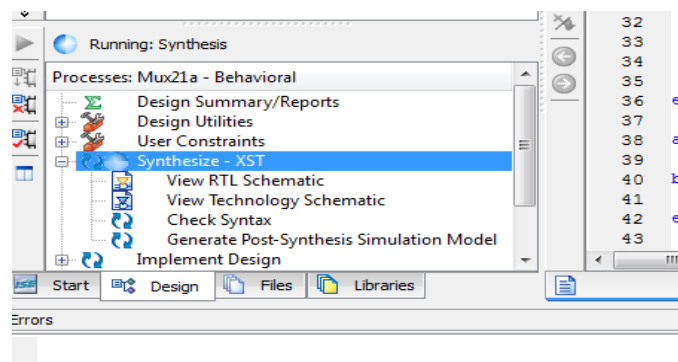 Running: Synthesis
Processes: Mux21a - Behavioral
Design Summary/Reports
Design Utilities
User Constraints
Synthesize - XST
View RTL Schematic
View Technology Schematic
Check Syntax
Generate Post-Synthesis Simulation Model
Implement Design
ISE Start Design Files Libraries
Errors
32
33
34
35
36 e
37
38 a
39
40 b
41
42 e
43